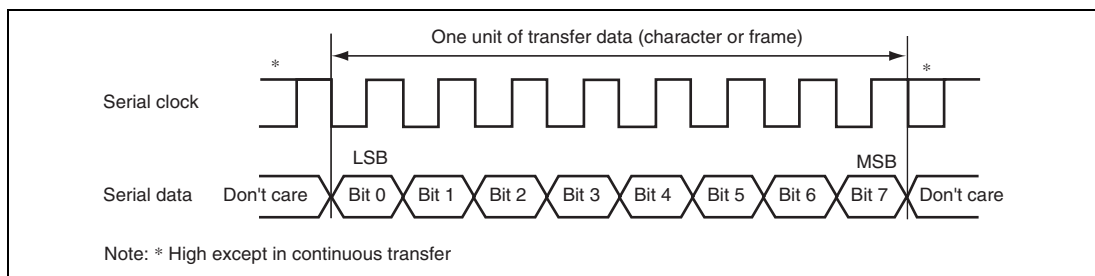 One unit of transfer data (character or frame)
* *
Serial clock
LSB MSB
Serial data Don't care Bit 0 Bit 1 Bit 2 Bit 3 Bit 4 Bit 5 Bit 6 Bit 7 Don't care
Note: * High except in continuous transfer